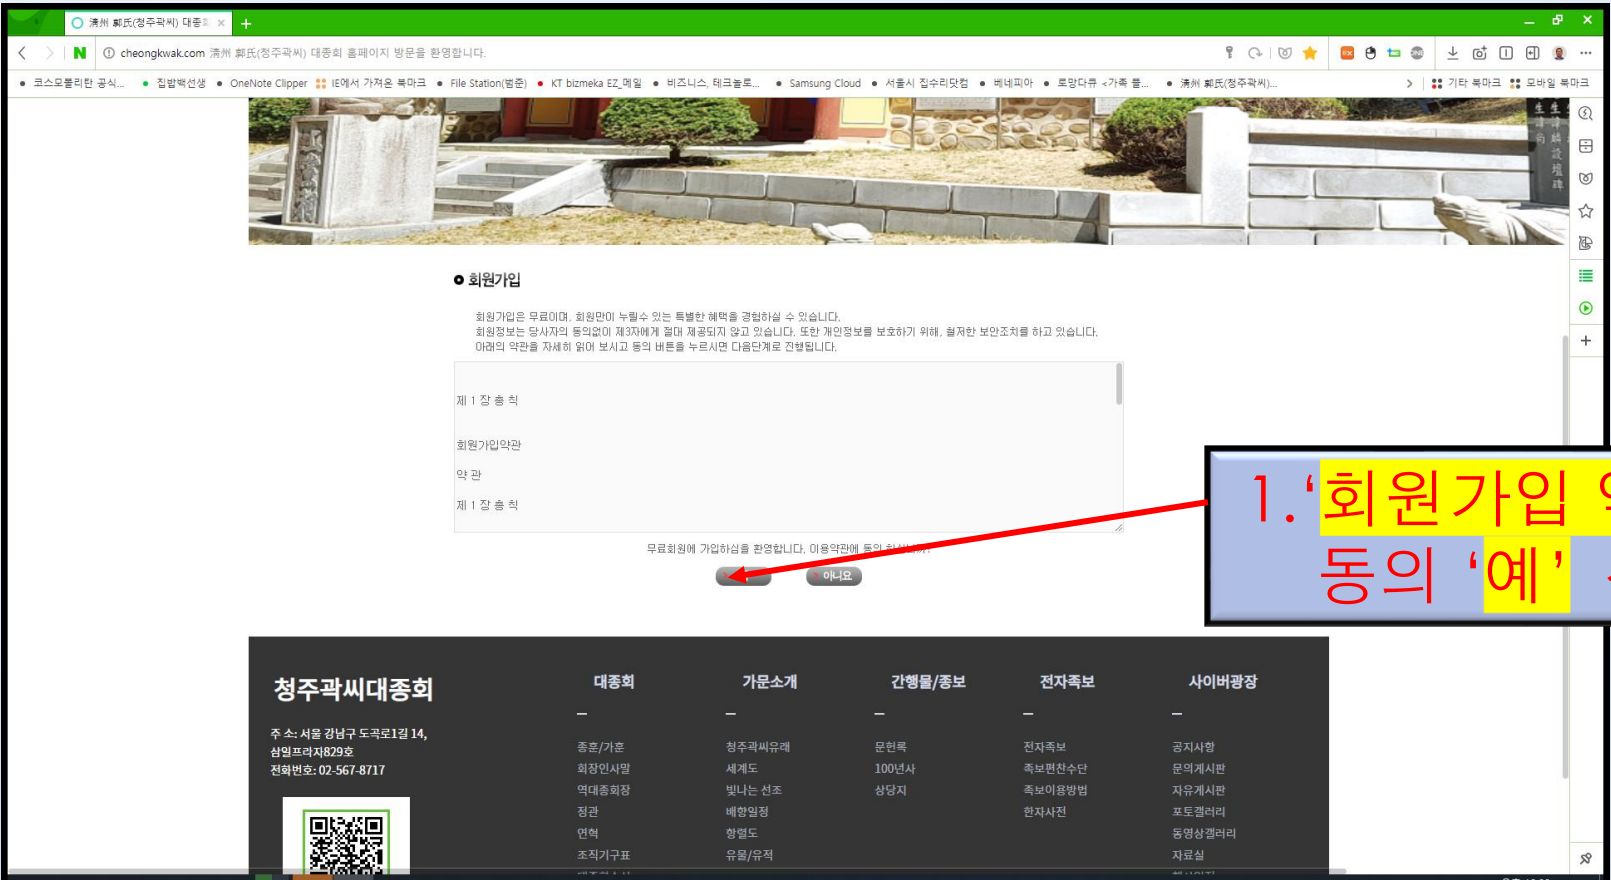 清州 郭氏(청주곽씨) 대종
cheongkwak.com 清州 郭氏(청주곽씨) 대종회 홈페이지 방문을 환영합니다.
코스모폴리탄 공식...
집밥백선생
OneNote Clipper
IE에서 가져온 북마크
File Station(범준)
KT bizmeka EZ_메일
비즈니스, 테크놀로...
Samsung Cloud
서울시 집수리닷컴
베네피아
로망다큐 <가족 를...
清州 郭氏(청주곽씨)...
기타 북마크
모바일 북마크
회원가입
회원가입은 무료이며, 회원만이 누릴수 있는 특별한 혜택을 경험하실 수 있습니다.
회원정보는 당사자의 동의없이 제3자에게 절대 제공되지 않고 있습니다. 또한 개인정보를 보호하기 위해, 철저한 보안조치를 하고 있습니다.
아래의 약관을 자세히 읽어 보시고 동의 버튼을 누르시면 다음단계로 진행됩니다.
제 1 장 총 칙
회원가입약관
약 관
제 1 장 총 칙
무료회원에 가입하심을 환영합니다. 이용약관에 동의 하십니까?
아니요
1.‘회원가입
동의 ‘예’
청주곽씨대종회
주 소: 서울 강남구 도곡로1길 14,
삼일프라자829호
전화번호: 02-567-8717
대종회
종훈/가훈
회장인사말
역대종회장
정관
연혁
조직기구표
가문소개
청주곽씨유래
세계도
빛나는 선조
배향일정
항렬도
유물/유적
간행물/종보
문헌록
100년사
상당지
전자족보
전자족보
족보편찬수단
족보이용방법
한자사전
사이버광장
공지사항
문의게시판
자유게시판
포토갤러리
동영상갤러리
자료실